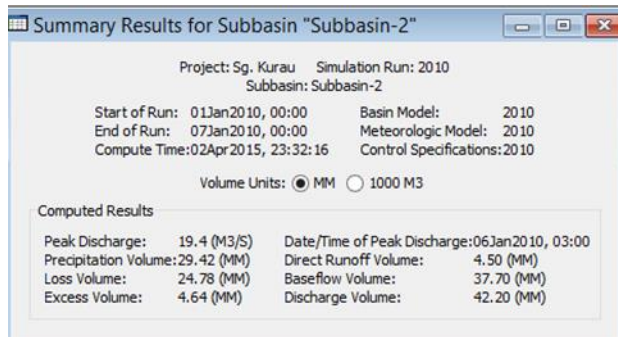 Summary Results for Subbasin "Subbasin-2"
Project: Sg. Kurau Simulation Run: 2010
Subbasin: Subbasin-2
Start of Run: 01Jan2010, 00:00 Basin Model: 2010
End of Run: 07Jan2010, 00:00 Meteorologic Model: 2010
Compute Time:02Apr2015, 23:32:16 Control Specifications:2010
Volume Units: MM 1000 M3
Computed Results
Peak Discharge: 19.4 (M3/S) Date/Time of Peak Discharge:06Jan2010, 03:00
Precipitation Volume:29.42 (MM) Direct Runoff Volume: 4.50 (MM)
Loss Volume: 24.78 (MM) Baseflow Volume: 37.70 (MM)
Excess Volume: 4.64 (MM) Discharge Volume: 42.20 (MM)